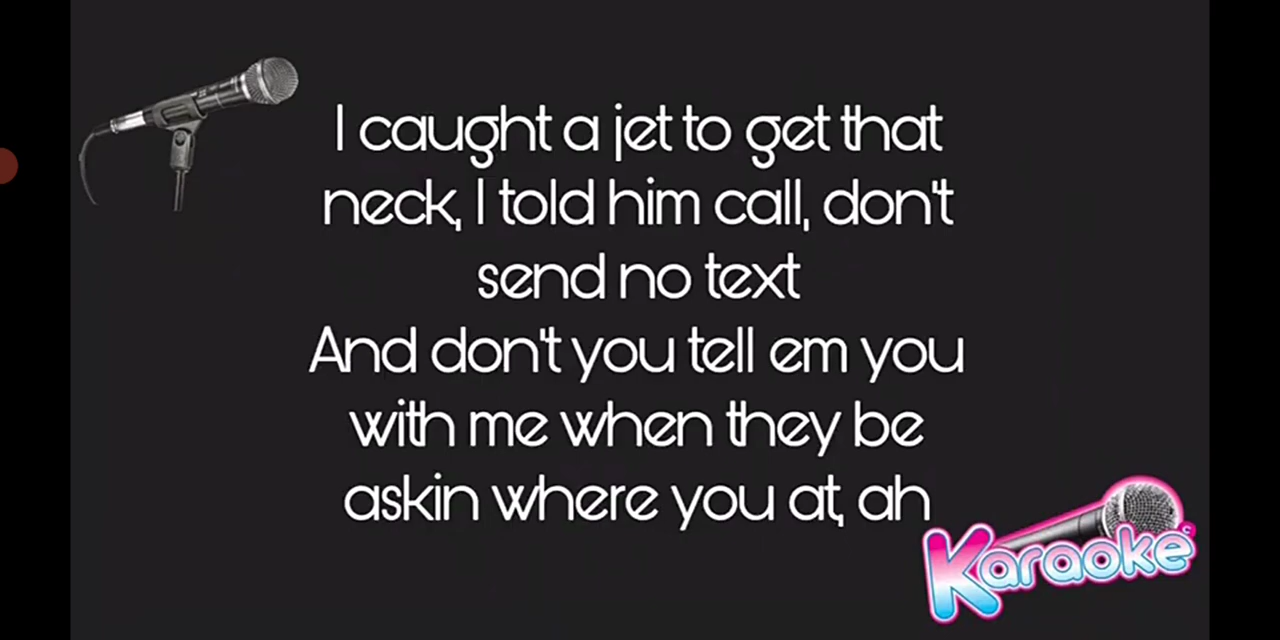 I caught a jet to get that
neck, I told him call, don't
send no text
And don't you tell em you
with me when they be
askin where you at, ah
Karaoke